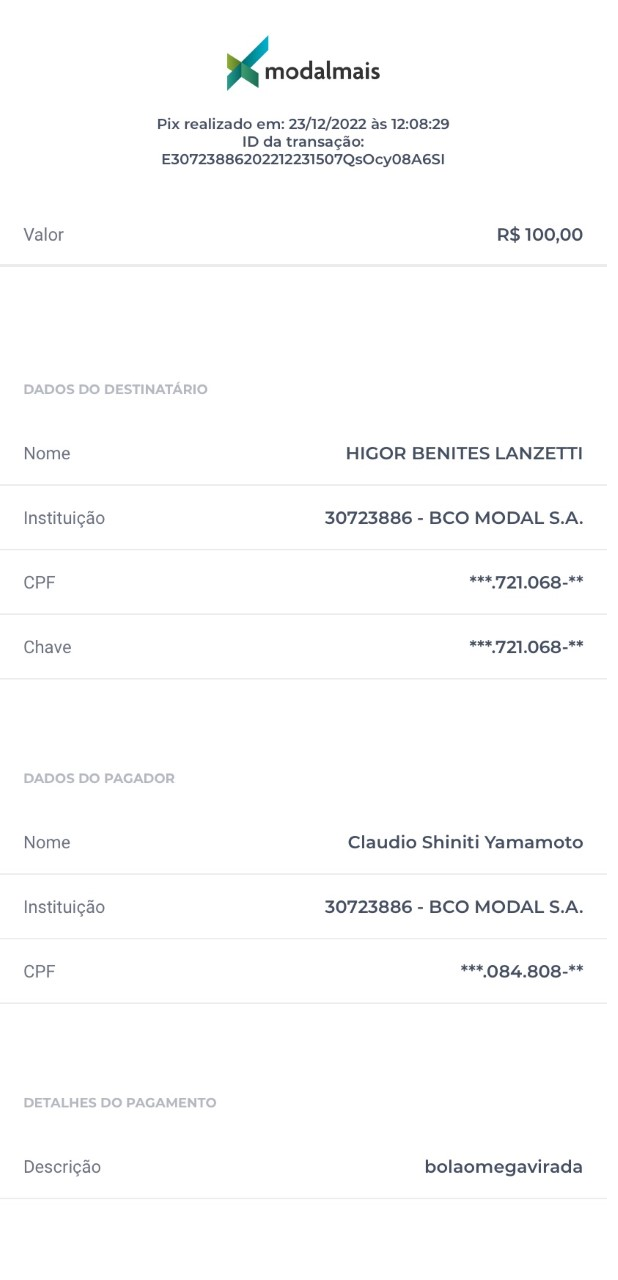 modalmais
Pix realizado em: 23/12/2022 às 12:08:29
ID da transação:
E30723886202212231507QsOcy08A6SI
Valor R$ 100,00
DADOS DO DESTINATÁRIO
Nome HIGOR BENITES LANZETTI
Instituição 30723886 - BCO MODAL S.A.
CPF ***.721.068-**
Chave ***.721.068-**
DADOS DO PAGADOR
Nome Claudio Shiniti Yamamoto
Instituição 30723886 - BCO MODAL S.A.
CPF ***.084.808-**
DETALHES DO PAGAMENTO
Descrição bolaomegavirada